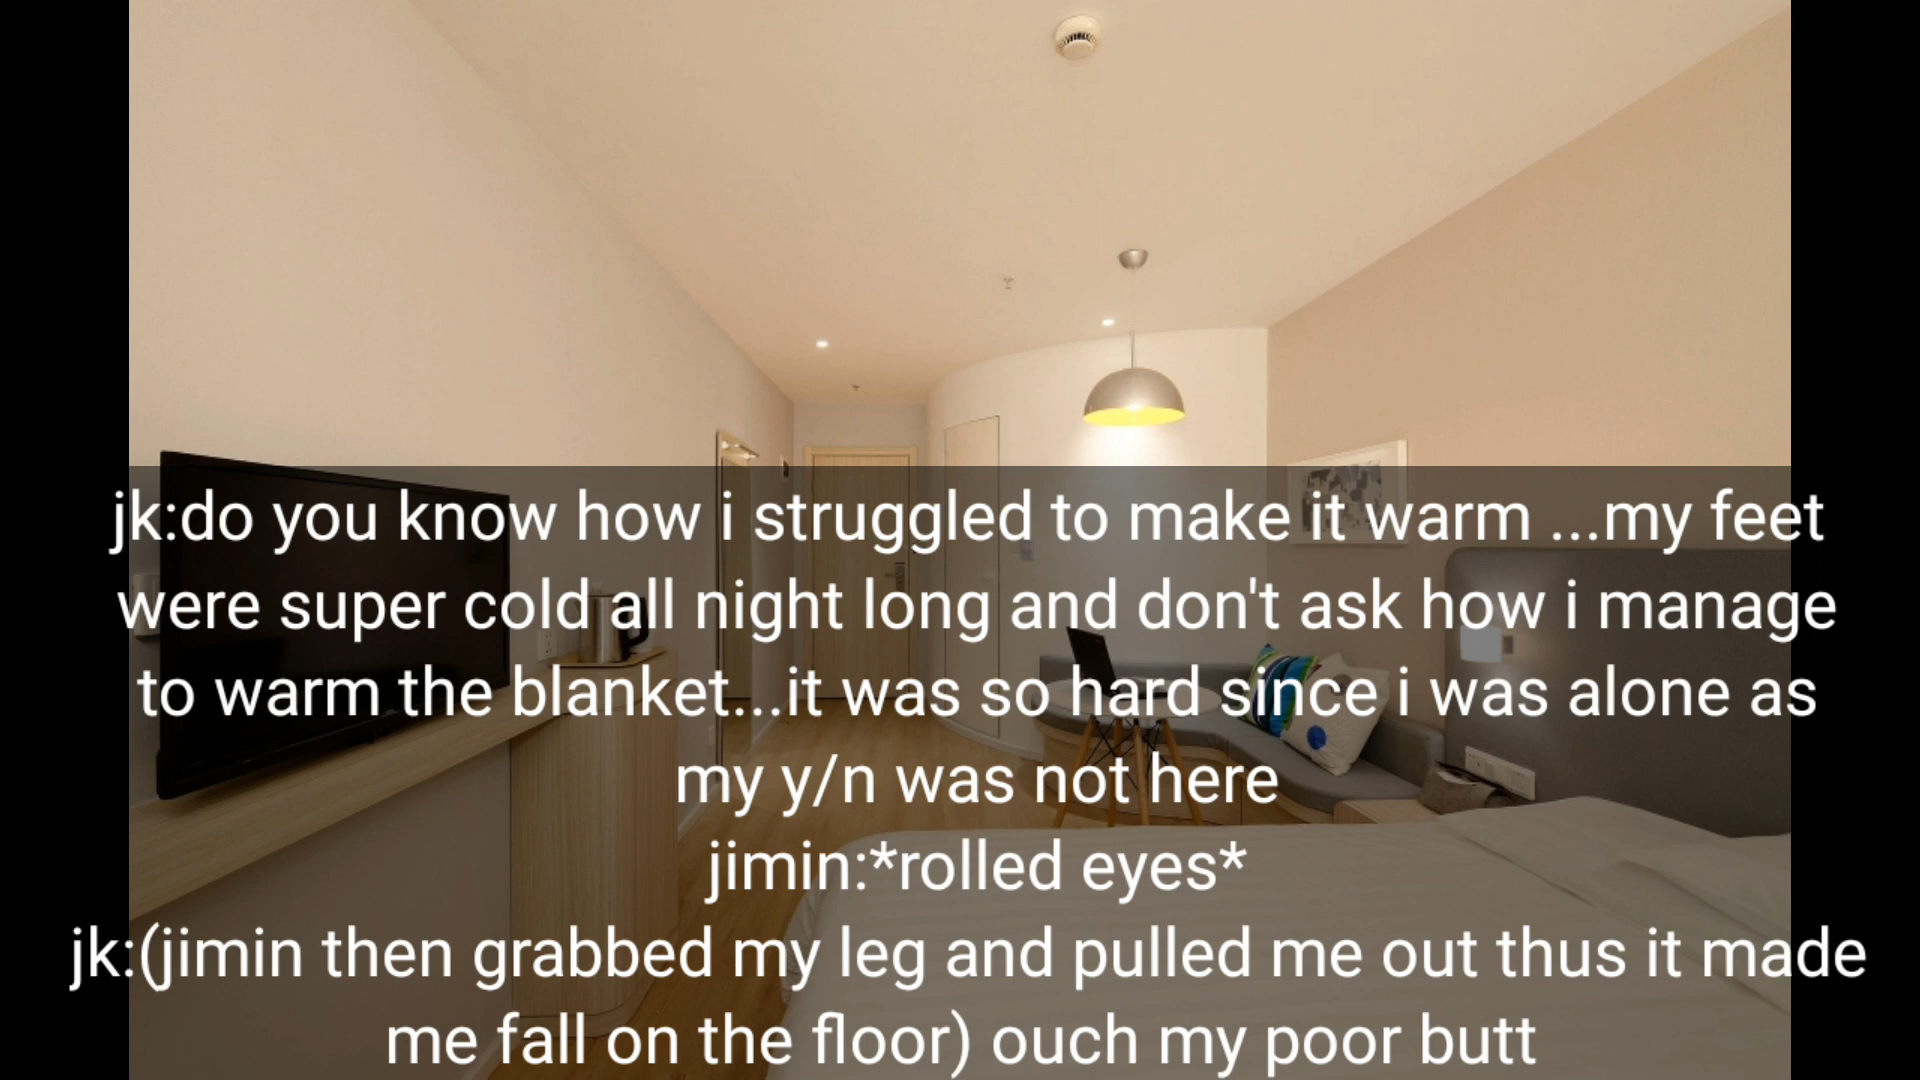 jk:do you know how i struggled to make it warm ...my feet
were super cold all night long and don't ask how i manage
to warm the blanket...it was so hard since i was alone as
my y/n was not here
jimin:*rolled eyes*
jk:(jimin then grabbed my leg and pulled me out thus it made
me fall on the floor) ouch my poor butt